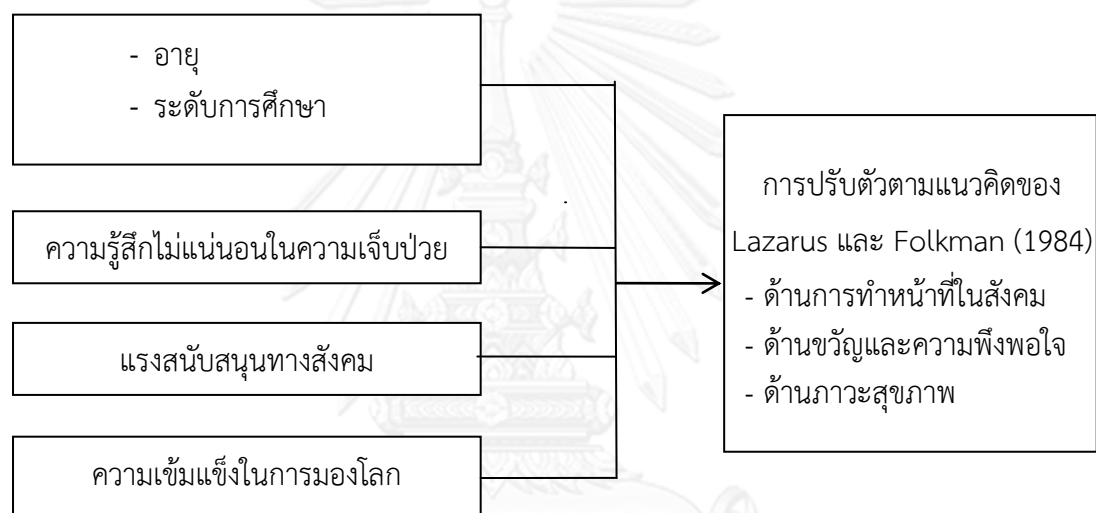 - อายุ
- ระดับการศึกษา
ความรู้สึกไม่แน่นอนในความเจ็บป่วย
แรงสนับสนุนทางสังคม
ความเข้มแข็งในการมองโลก
การปรับตัวตามแนวคิดของ
Lazarus และ Folkman (1984)
- ด้านการทำหน้าที่ในสังคม
- ด้านขวัญและความพึงพอใจ
- ด้านภาวะสุขภาพ